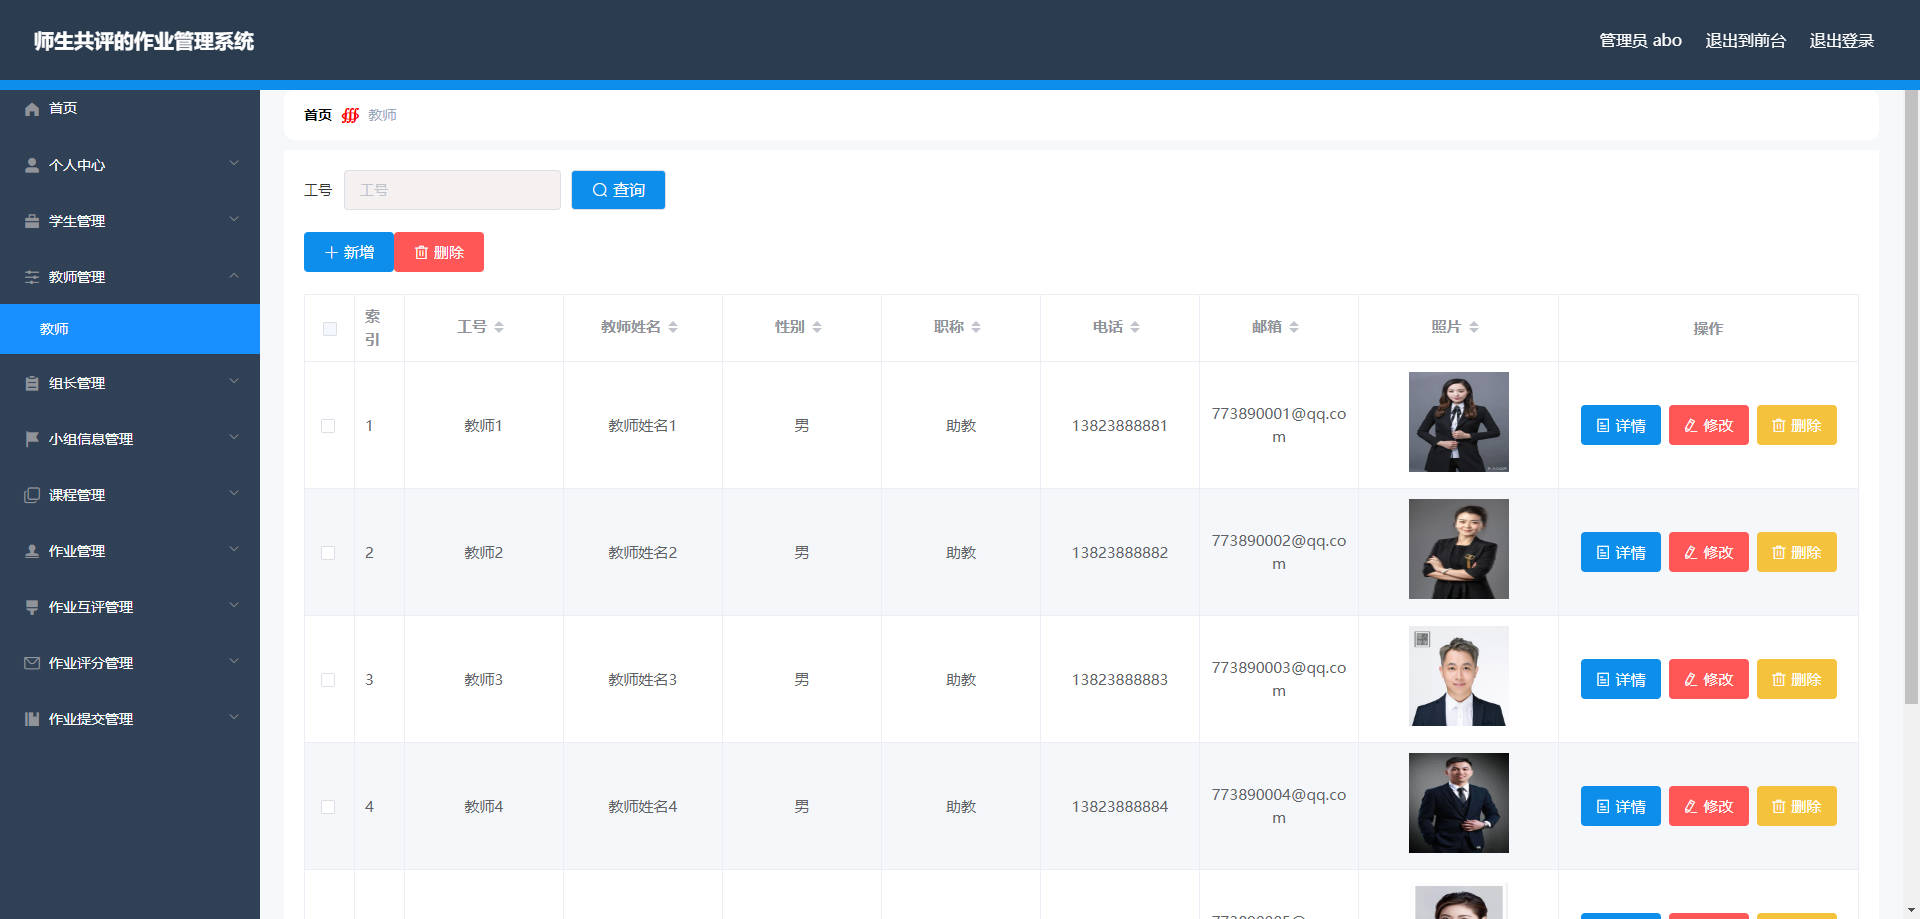 师生共评的作业管理系统
管理员 abo 退出到前台 退出登录
首页
个人中心
学生管理
教师管理
教师
组长管理
小组信息管理
课程管理
作业管理
作业互评管理
作业评分管理
作业提交管理
首页 教师
工号 工号 查询
新增 删除
索引 工号 教师姓名 性别 职称 电话 邮箱 照片 操作
1 教师1 教师姓名1 男 助教 13823888881 773890001@qq.com 详情 修改 删除
2 教师2 教师姓名2 男 助教 13823888882 773890002@qq.com 详情 修改 删除
3 教师3 教师姓名3 男 助教 13823888883 773890003@qq.com 详情 修改 删除
4 教师4 教师姓名4 男 助教 13823888884 773890004@qq.com 详情 修改 删除